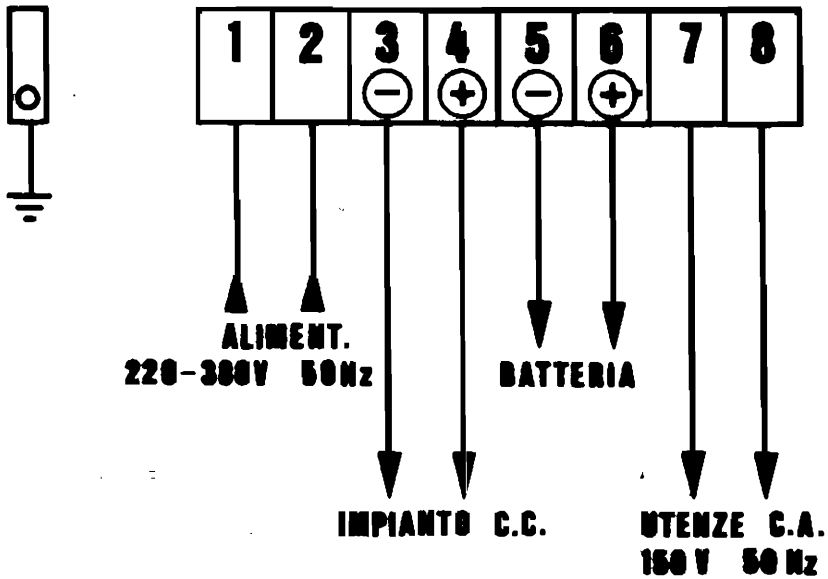 1 2 3 4 5 6 7 8
− + − +
ALIMENT.
220-380V 50Hz
BATTERIA
IMPIANTO C.C.
UTENZE C.A.
150 V 50 Hz